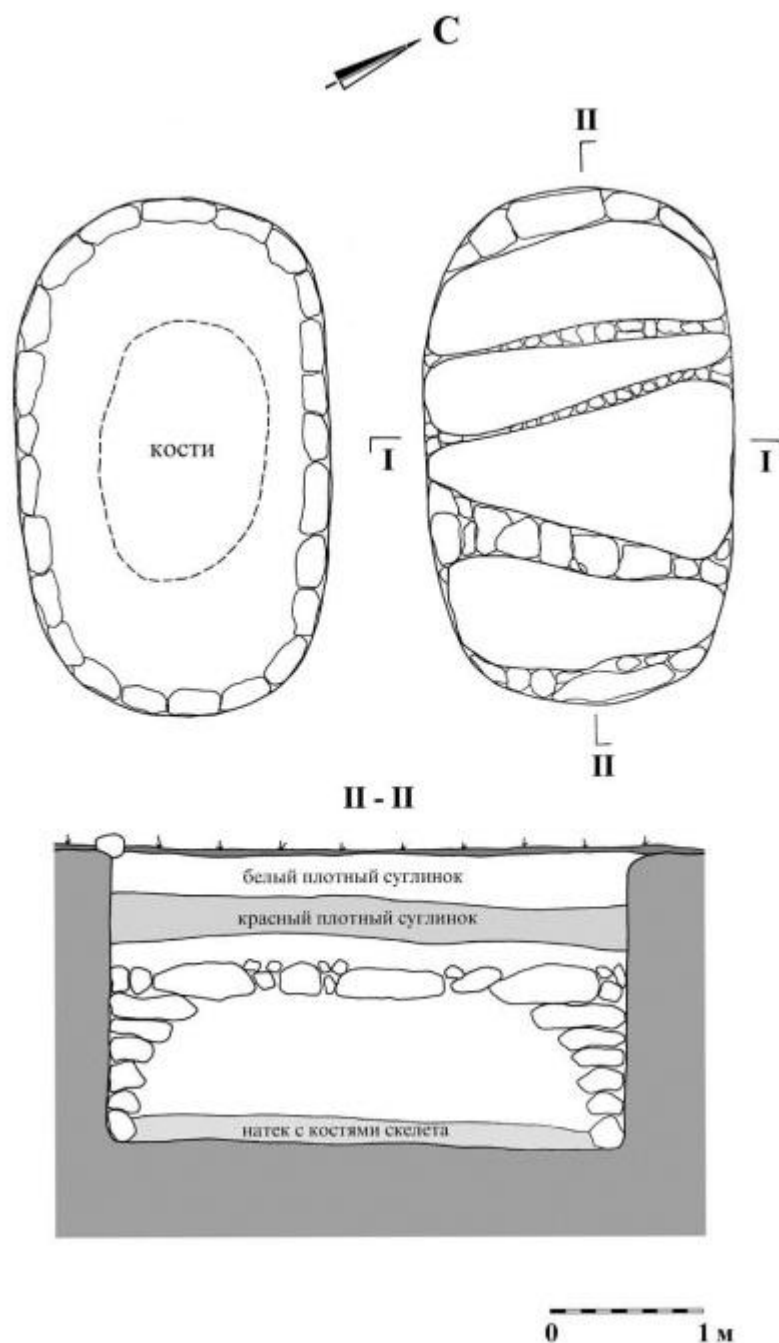 С
II
кости
I I
II
II - II
белый плотный суглинок
красный плотный суглинок
натек с костями скелета
0 1 м